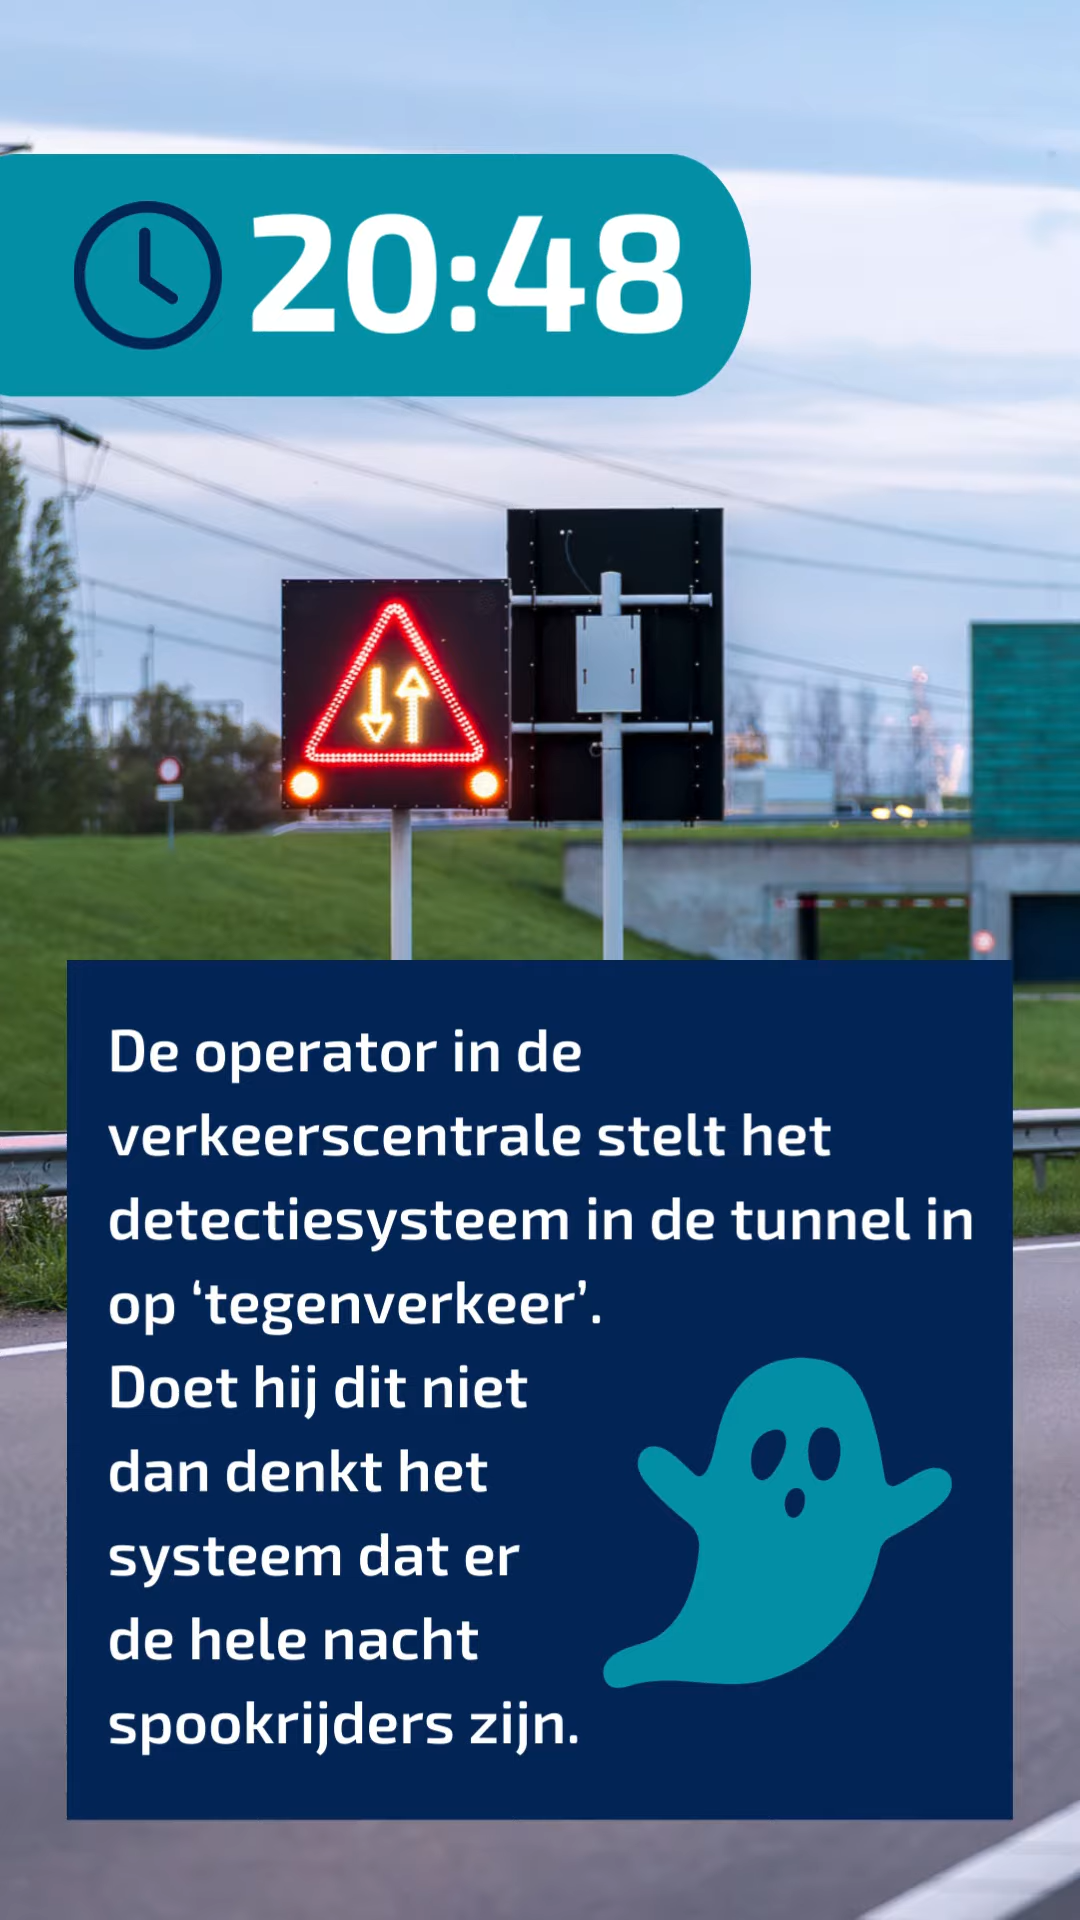 20:48
De operator in de
verkeerscentrale stelt het
detectiesysteem in de tunnel in
op ‘tegenverkeer’.
Doet hij dit niet
dan denkt het
systeem dat er
de hele nacht
spookrijders zijn.